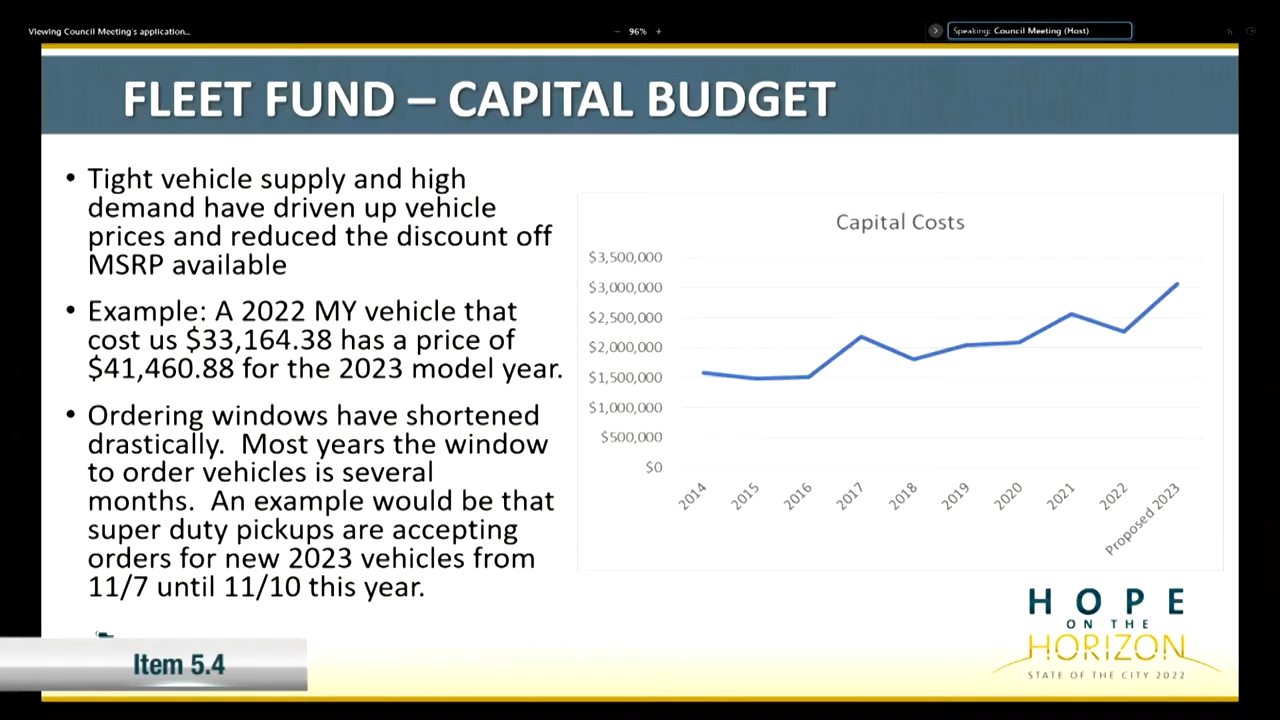 Viewing Council Meeting's application...
96%
Speaking: Council Meeting (Host)
FLEET FUND – CAPITAL BUDGET
• Tight vehicle supply and high
demand have driven up vehicle
prices and reduced the discount off
MSRP available
• Example: A 2022 MY vehicle that
cost us $33,164.38 has a price of
$41,460.88 for the 2023 model year.
• Ordering windows have shortened
drastically. Most years the window
to order vehicles is several
months. An example would be that
super duty pickups are accepting
orders for new 2023 vehicles from
11/7 until 11/10 this year.
Capital Costs
$3,500,000
$3,000,000
$2,500,000
$2,000,000
$1,500,000
$1,000,000
$500,000
$0
2014
2015
2016
2017
2018
2019
2020
2021
2022
Proposed 2023
HOPE
ON THE
HORIZON
STATE OF THE CITY 2022
Item 5.4